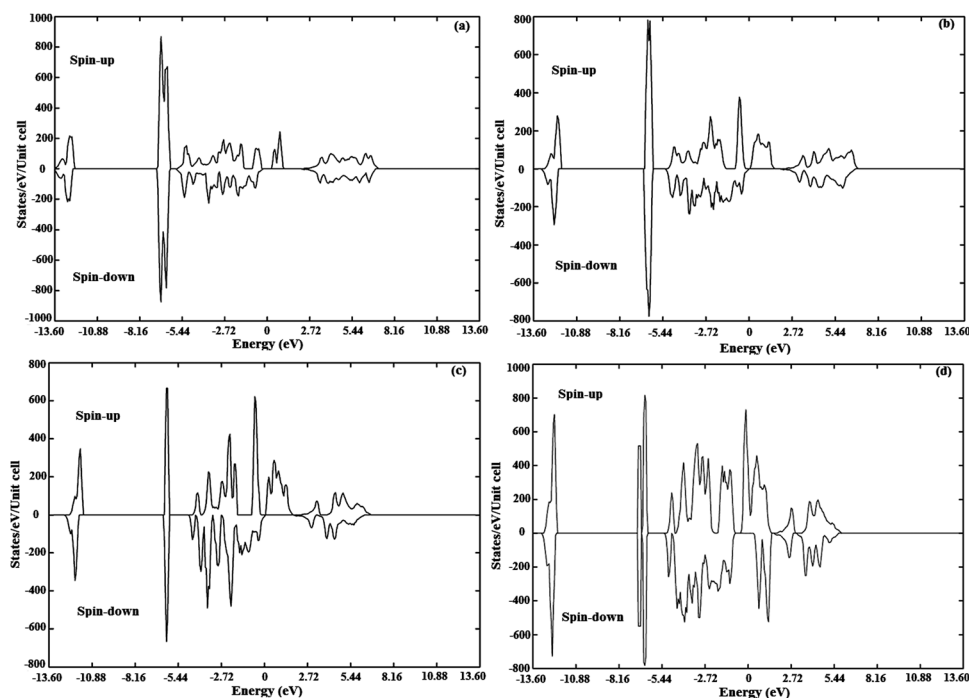 (a)
1000
800
600
400
200
0
-200
-400
-600
-800
-1000
States/eV/Unit cell
Spin-up
Spin-down
-13.60 -10.88 -8.16 -5.44 -2.72 0 2.72 5.44 8.16 10.88 13.60
Energy (eV)
(b)
800
600
400
200
0
-200
-400
-600
-800
States/eV/Unit cell
Spin-up
Spin-down
-13.60 -10.88 -8.16 -5.44 -2.72 0 2.72 5.44 8.16 10.88 13.60
Energy (eV)
(c)
800
600
400
200
0
-200
-400
-600
-800
States/eV/Unit cell
Spin-up
Spin-down
-13.60 -10.88 -8.16 -5.44 -2.72 0 2.72 5.44 8.16 10.88 13.60
Energy (eV)
(d)
1000
800
600
400
200
0
-200
-400
-600
-800
States/eV/Unit cell
Spin-up
Spin-down
-13.60 -10.88 -8.16 -5.44 -2.72 0 2.72 5.44 8.16 10.88 13.60
Energy (eV)